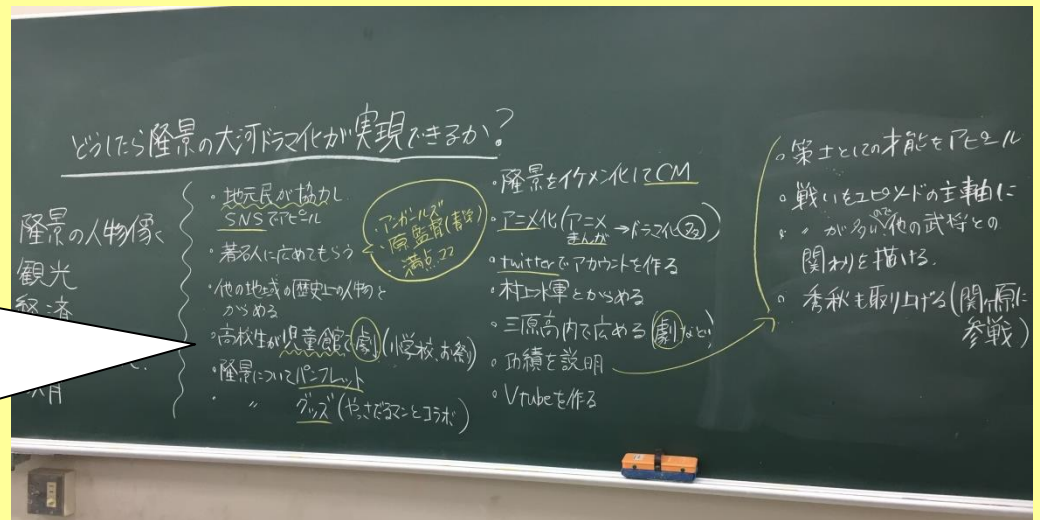 どうしたら隆景の大河ドラマ化が実現できるか?
隆景の人物像
観光
経済
・地元民が協力し
SNSでアピール
・著名人に広めてもらう
アンガールズ
原監督(青学)
・他の地域の歴史上の人物と
からめる
・高校生が児童館で劇(小学校、お祭り)
・隆景についてパンフレット
・ 〃 グッズ(やっさだるマンとコラボ)
・隆景をイケメン化してCM
・アニメ化(アニメ
まんが→ドラマ化)
・twitterでアカウントを作る
・村上水軍とからめる
・三原高内で広める(劇など)
・功績を説明
・Vtubeを作る
・策士としての才能をアピール
・戦いをエピソードの主軸に
・ 〃 が多いので他の武将との
関わりを描ける.
・秀秋も取り上げる(関ヶ原に
参戦)